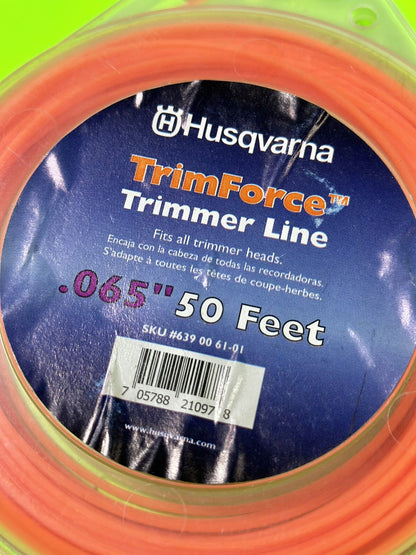 Husqvarna
TrimForce™
Trimmer Line
Fits all trimmer heads.
Encaja con la cabeza de todas las recordadoras.
S'adapte à toutes les têtes de coupe-herbes.
.065" 50 Feet
SKU #639 00 61-01
7 05788 21097 8
www.husqvarna.com